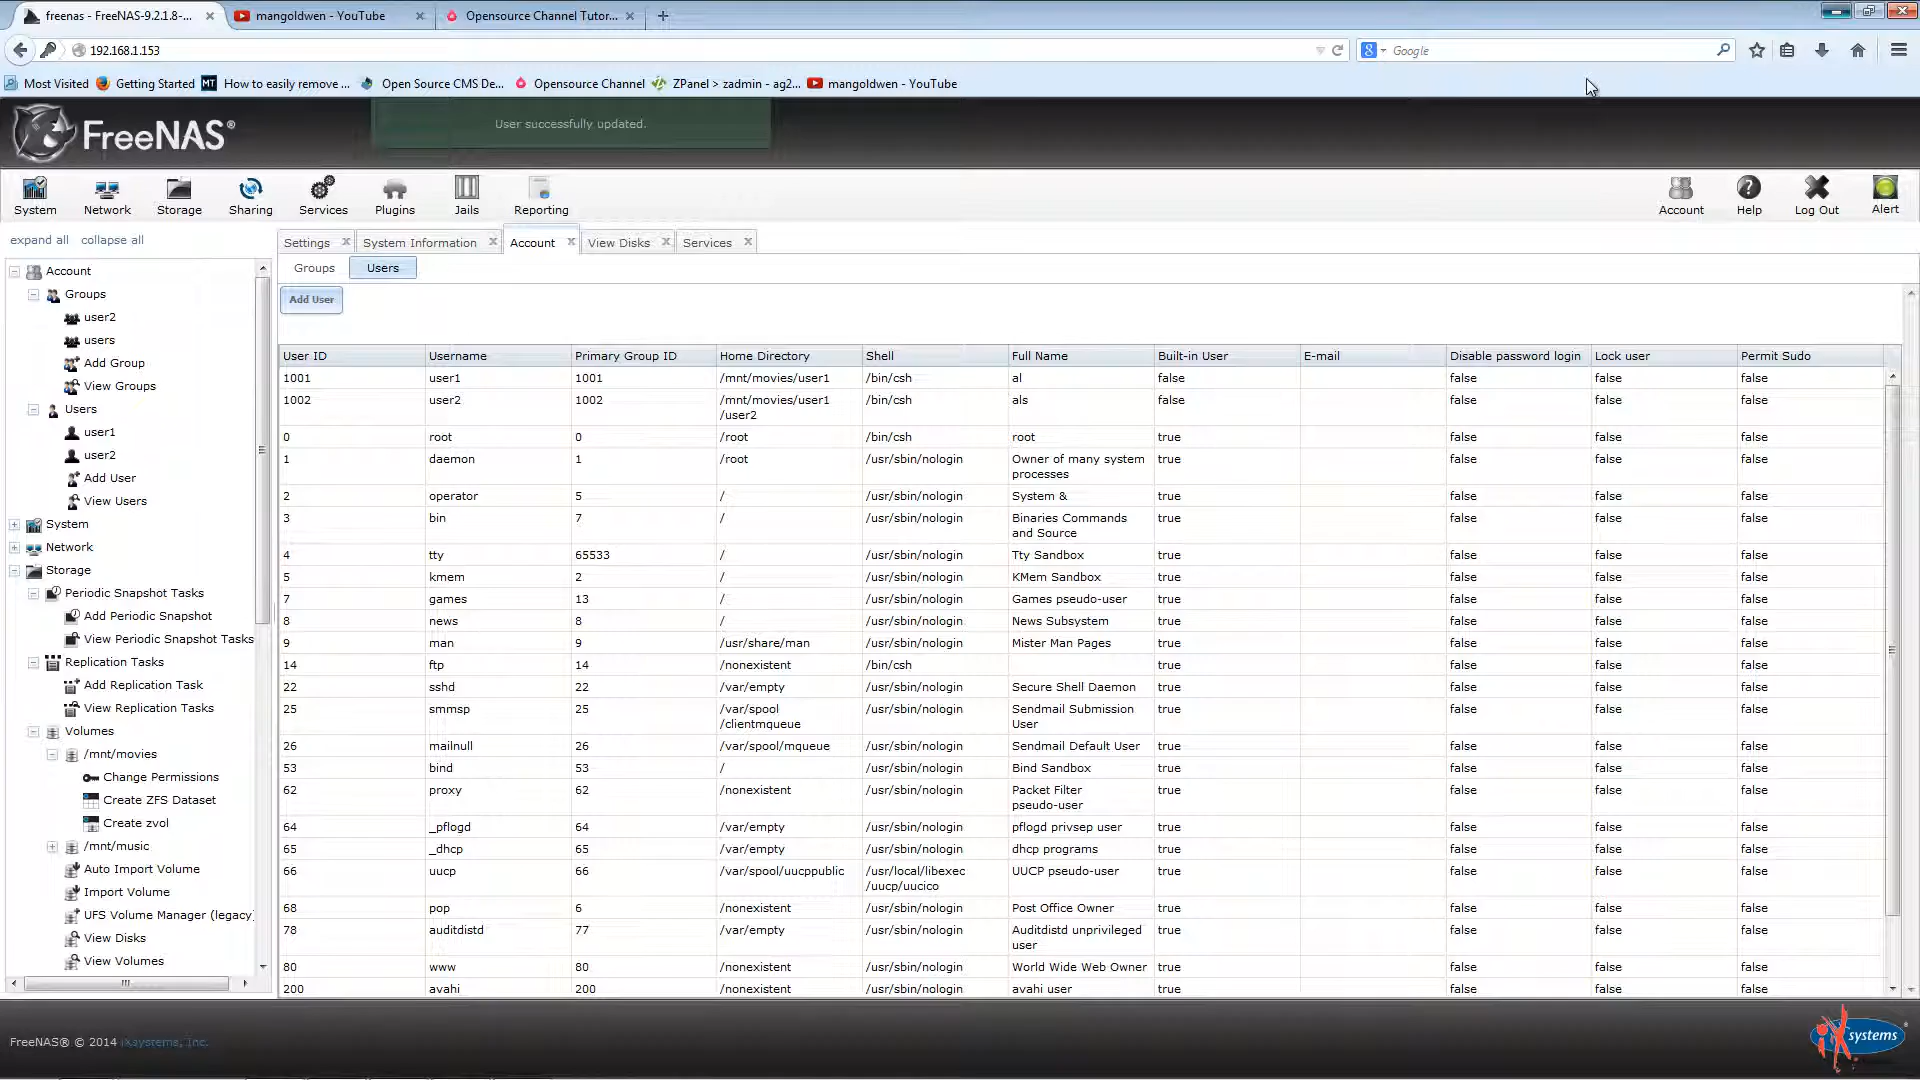 freenas - FreeNAS-9.2.1.8-...
mangoldwen - YouTube
Opensource Channel Tutor...
192.168.1.153
Google
Most Visited
Getting Started
How to easily remove ...
Open Source CMS De...
Opensource Channel
ZPanel > zadmin - ag2...
mangoldwen - YouTube
FreeNAS®
User successfully updated.
System Network Storage Sharing Services Plugins Jails Reporting
Account Help Log Out Alert
expand all collapse all
Settings System Information Account View Disks Services
Groups Users
Add User
Account
Groups
user2
users
Add Group
View Groups
Users
user1
user2
Add User
View Users
System
Network
Storage
Periodic Snapshot Tasks
Add Periodic Snapshot
View Periodic Snapshot Tasks
Replication Tasks
Add Replication Task
View Replication Tasks
Volumes
/mnt/movies
Change Permissions
Create ZFS Dataset
Create zvol
/mnt/music
Auto Import Volume
Import Volume
UFS Volume Manager (legacy)
View Disks
View Volumes
User ID Username Primary Group ID Home Directory Shell Full Name Built-in User E-mail Disable password login Lock user Permit Sudo
1001 user1 1001 /mnt/movies/user1 /bin/csh al false false false false
1002 user2 1002 /mnt/movies/user1 /bin/csh als false false false false
/user2
0 root 0 /root /bin/csh root true false false false
1 daemon 1 /root /usr/sbin/nologin Owner of many system true false false false
processes
2 operator 5 / /usr/sbin/nologin System & true false false false
3 bin 7 / /usr/sbin/nologin Binaries Commands true false false false
and Source
4 tty 65533 / /usr/sbin/nologin Tty Sandbox true false false false
5 kmem 2 / /usr/sbin/nologin KMem Sandbox true false false false
7 games 13 / /usr/sbin/nologin Games pseudo-user true false false false
8 news 8 / /usr/sbin/nologin News Subsystem true false false false
9 man 9 /usr/share/man /usr/sbin/nologin Mister Man Pages true false false false
14 ftp 14 /nonexistent /bin/csh true false false false
22 sshd 22 /var/empty /usr/sbin/nologin Secure Shell Daemon true false false false
25 smmsp 25 /var/spool /usr/sbin/nologin Sendmail Submission true false false false
/clientmqueue User
26 mailnull 26 /var/spool/mqueue /usr/sbin/nologin Sendmail Default User true false false false
53 bind 53 / /usr/sbin/nologin Bind Sandbox true false false false
62 proxy 62 /nonexistent /usr/sbin/nologin Packet Filter true false false false
pseudo-user
64 _pflogd 64 /var/empty /usr/sbin/nologin pflogd privsep user true false false false
65 _dhcp 65 /var/empty /usr/sbin/nologin dhcp programs true false false false
66 uucp 66 /var/spool/uucppublic /usr/local/libexec UUCP pseudo-user true false false false
/uucp/uucico
68 pop 6 /nonexistent /usr/sbin/nologin Post Office Owner true false false false
78 auditdistd 77 /var/empty /usr/sbin/nologin Auditdistd unprivileged true false false false
user
80 www 80 /nonexistent /usr/sbin/nologin World Wide Web Owner true false false false
200 avahi 200 /nonexistent /usr/sbin/nologin avahi user true false false false
FreeNAS® © 2014 iXsystems, Inc.
iXsystems